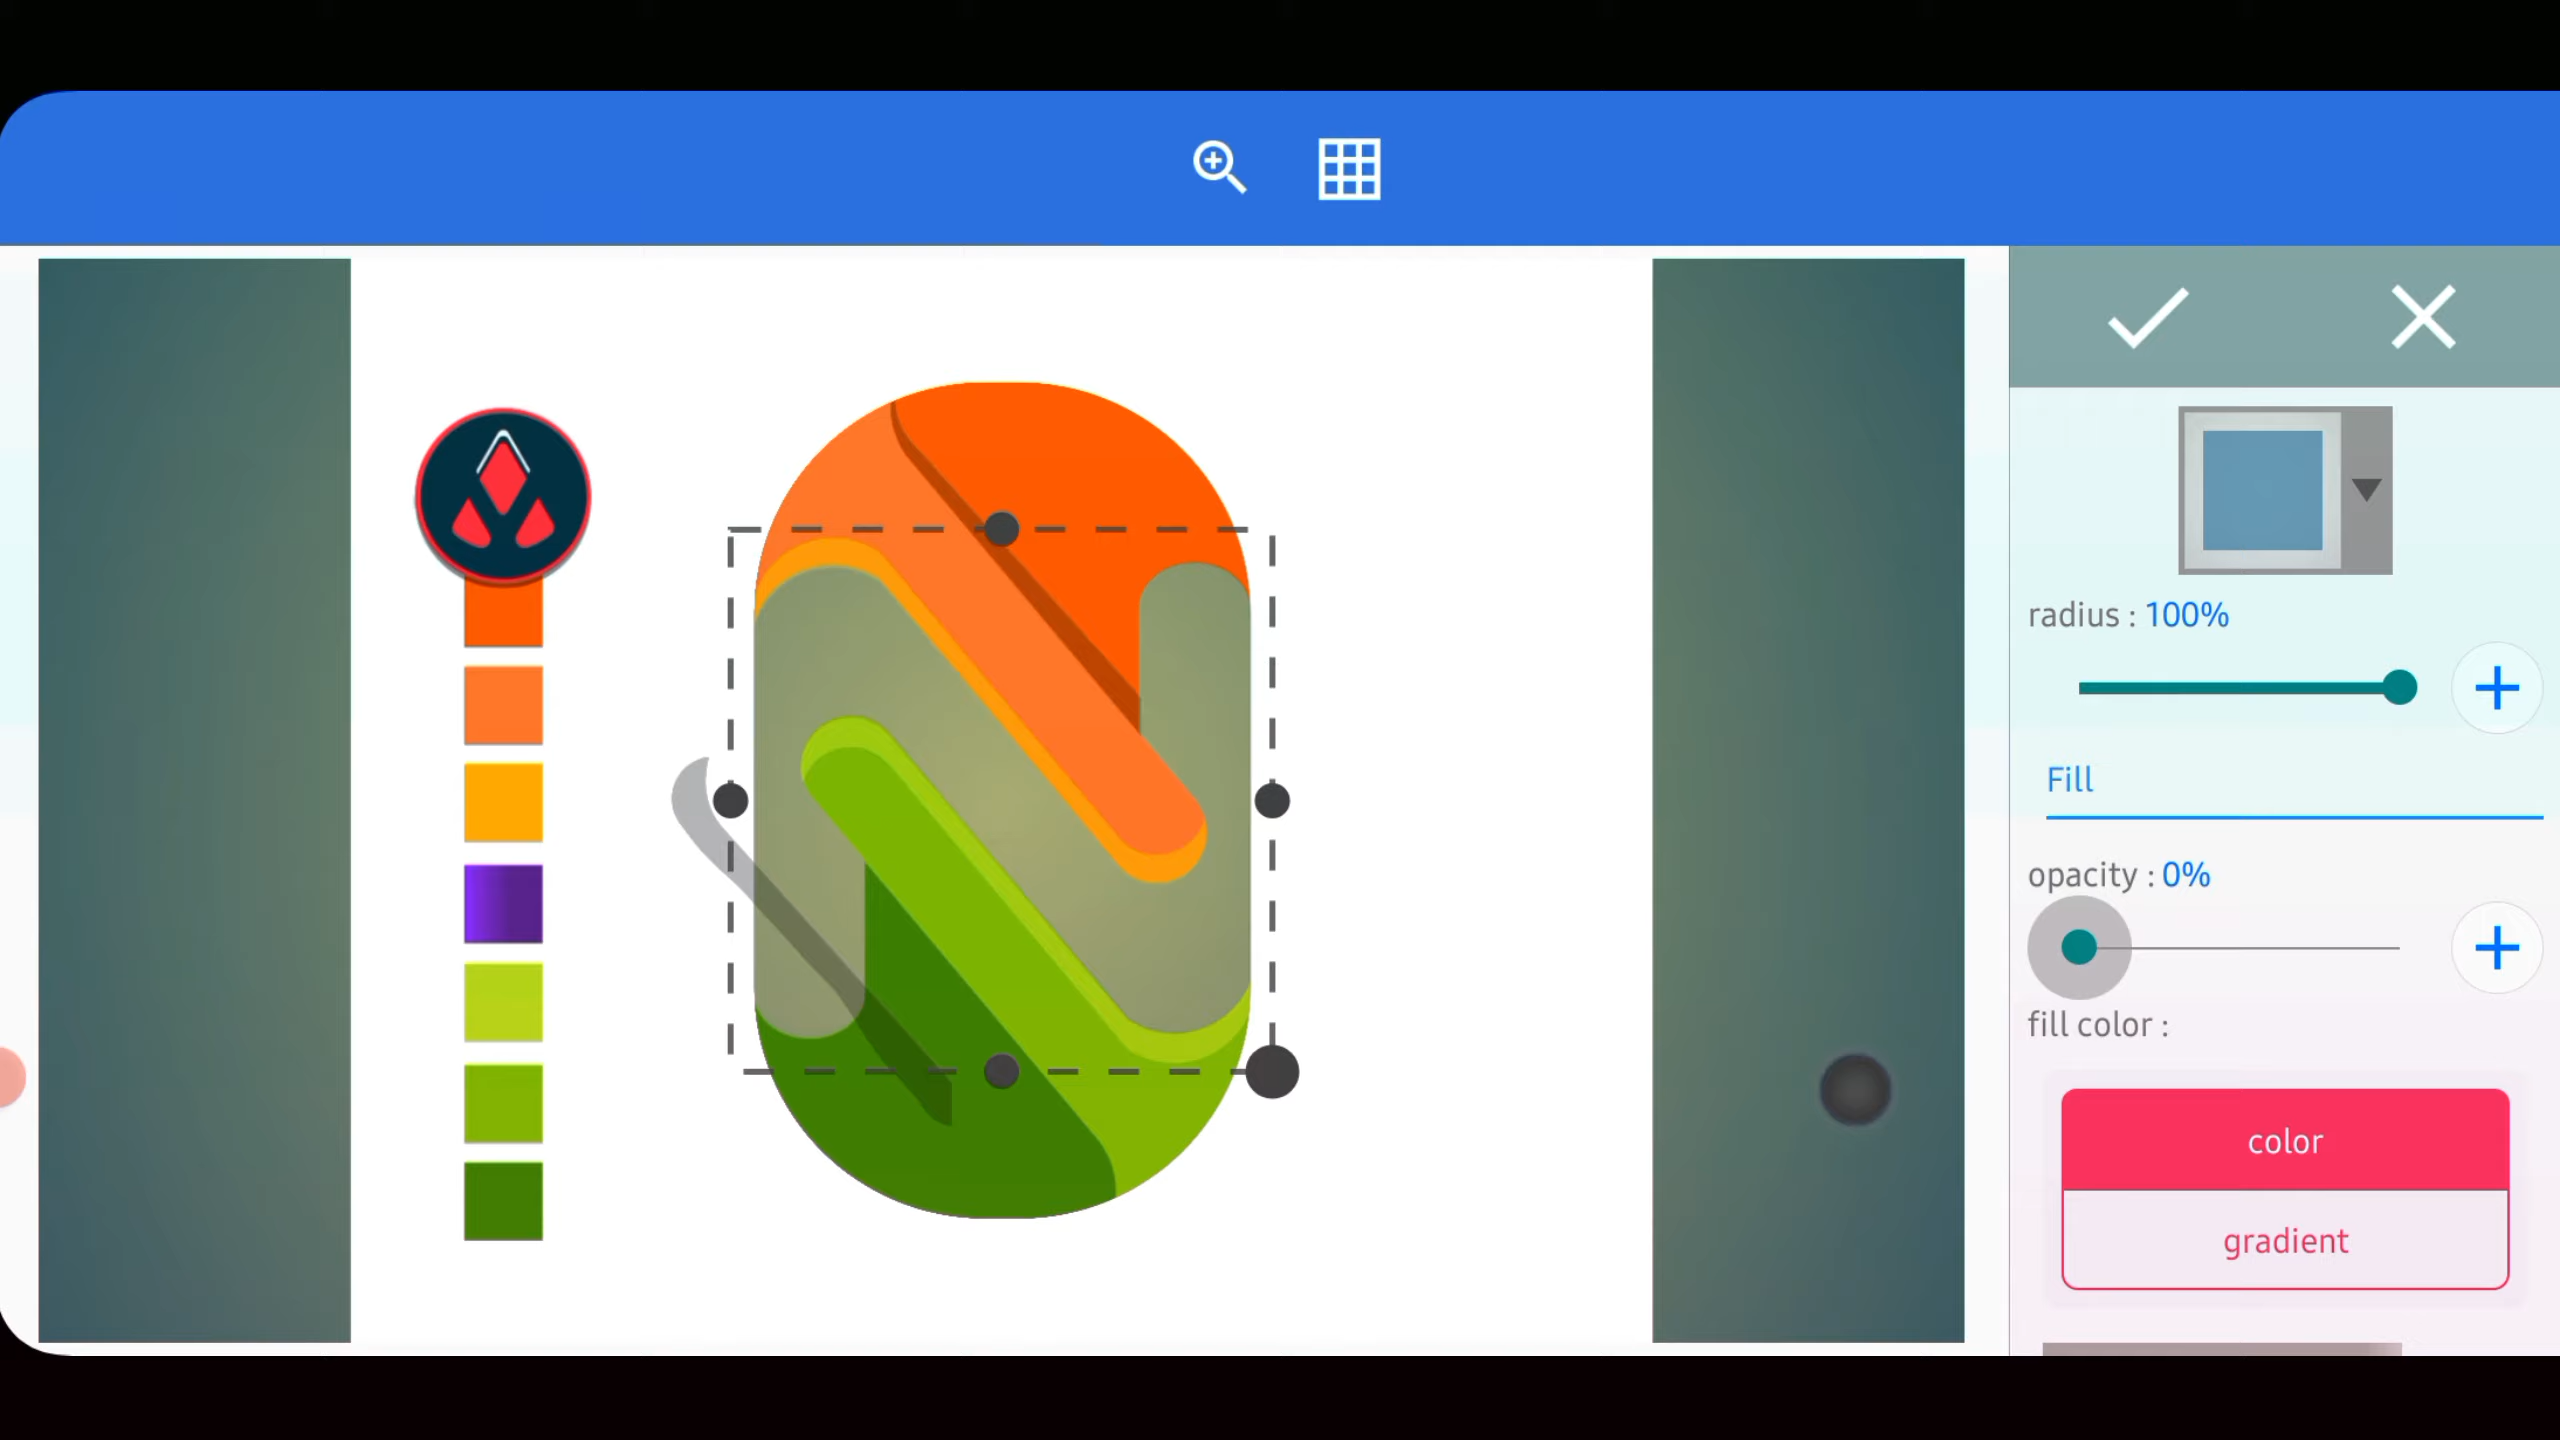 radius : 100%
Fill
opacity : 0%
fill color :
color
gradient